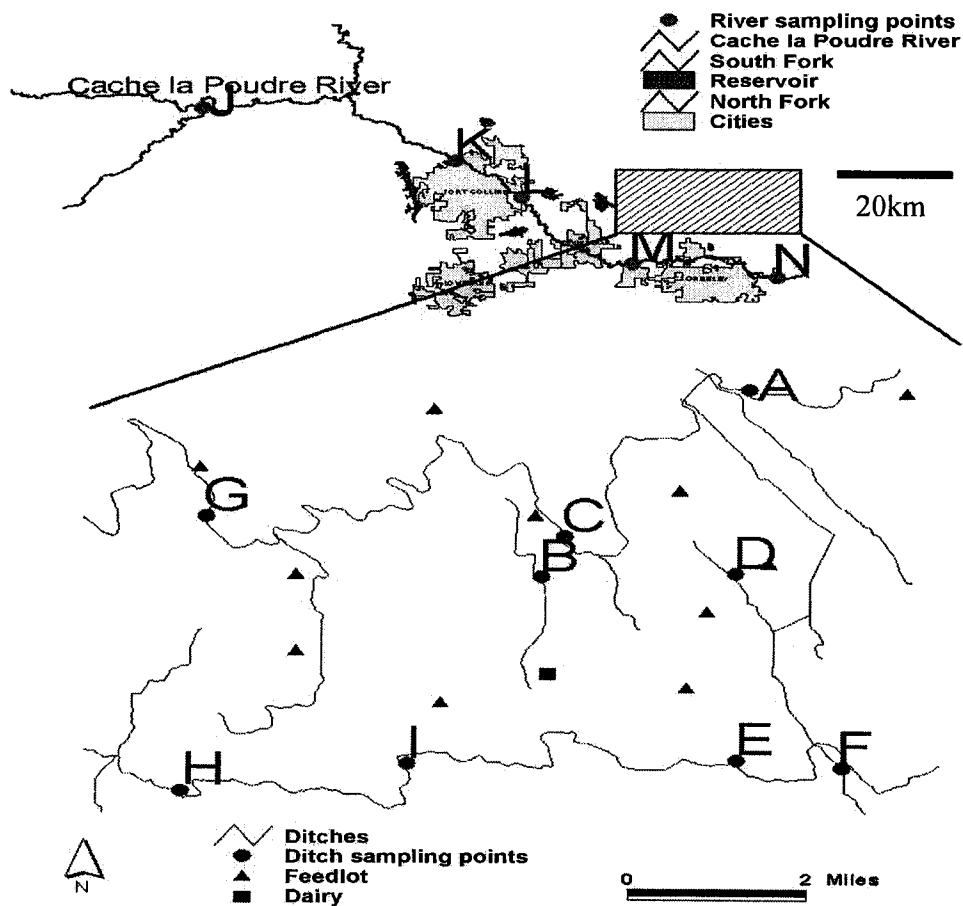 River sampling points
Cache la Poudre River
South Fork
Reservoir
North Fork
Cities
Cache la Poudre River
J
K
20km
M
N
A
G
C
B
D
I
E
F
H
Ditches
Ditch sampling points
Feedlot
Dairy
N
0 2 Miles